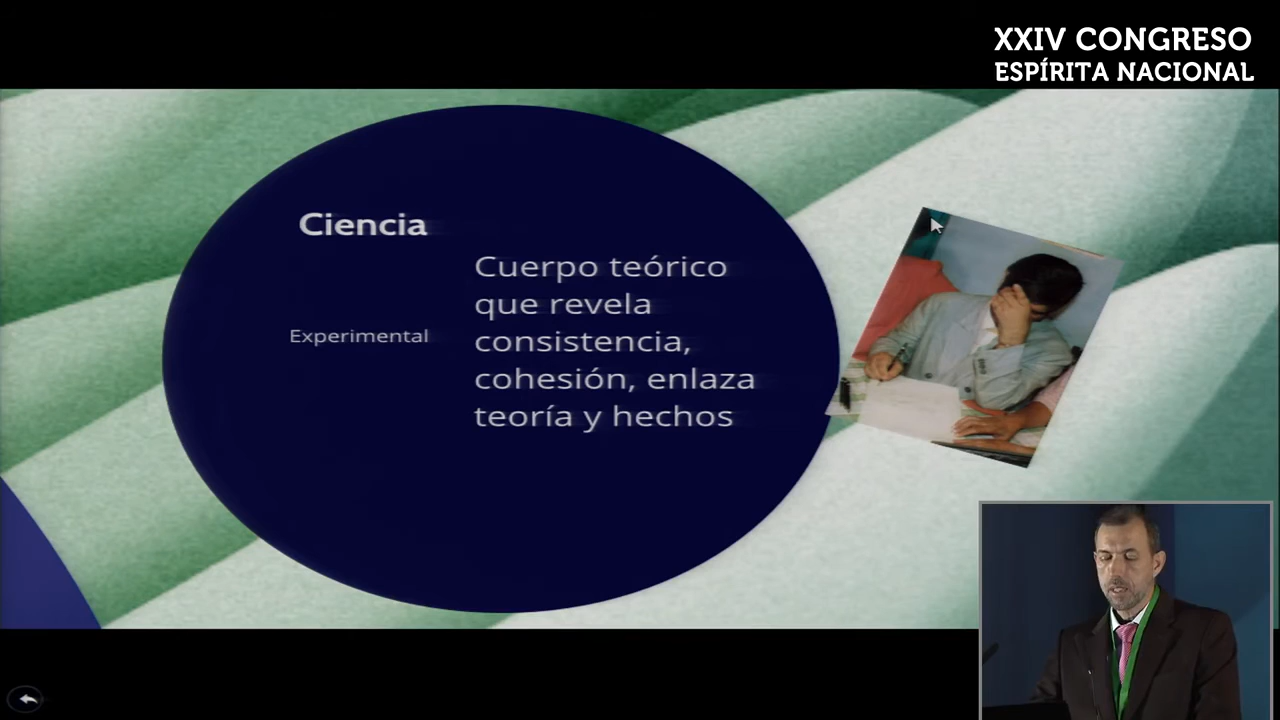 XXIV CONGRESO
ESPÍRITA NACIONAL
Ciencia
Experimental
Cuerpo teórico
que revela
consistencia,
cohesión, enlaza
teoría y hechos